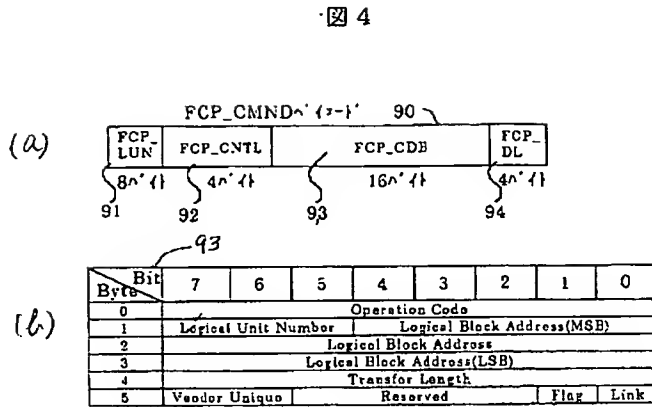 図4
FCP_CMNDペイロード 90
(a)
FCP_LUN FCP_CNTL FCP_CDB FCP_DL
8バイト 4バイト 16バイト 4バイト
91 92 93 94
93
(b)
Byte Bit 7 6 5 4 3 2 1 0
0 Operation Code
1 Logical Unit Number Logical Block Address(MSB)
2 Logical Block Address
3 Logical Block Address(LSB)
4 Transfor Length
5 Vendor Unique Reserved Flag Link